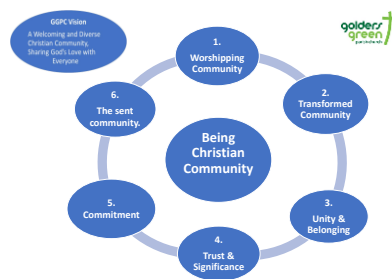 GGPC Vision
A Welcoming and Diverse
Christian Community,
Sharing God's Love with
Everyone
golders
green
1.
Worshipping
Community
2.
Transformed
Community
3.
Unity &
Belonging
4.
Trust &
Significance
5.
Commitment
6.
The sent
community.
Being
Christian
Community